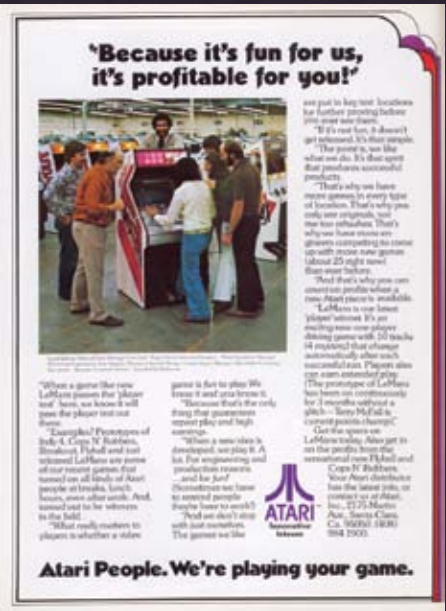 "Because it's fun for us,
it's profitable for you!"
"When a game like new
LeMans passes the 'player
test' here, we know it will
pass the player test out
there.
"Examples? Prototypes of
Indy 4, Cops N' Robbers,
Breakout, Flyball and just
released LeMans are some
of our recent games that
turned on all kinds of Atari
people at breaks, lunch
hours, even after work. And,
turned out to be winners
in the field.
"What really matters to
players is whether a video
game is fun to play. We
know it and you know it.
"Because that's the only
thing that guarantees
repeat play and high
earnings.
"When a new idea is
developed, we play it. A
lot. For engineering and
production reasons
...and for fun!
(Sometimes we have
to remind people
they're here to work!)
"And we don't stop
with just ourselves.
The games we like
are put in key test locations
for further proving before
you ever see them.
"If it's not fun, it doesn't
get released. It's that simple.
"The point is, we like
what we do. It's that spirit
that produces successful
products.
"That's why we have
more games in every type
of location. That's why you
only see originals, not
me too rehashes. That's
why we have more en-
gineers competing to come
up with more new games
(about 25 right now)
than ever before.
"And that's why you can
count on profits when a
new Atari piece is available.
"LeMans is our latest
'player' winner. It's an
exciting new one player
driving game with 10 tracks
that change
automatically after each
successful run. Players also
can earn extended play.
(The prototype of LeMans
has been on continuously
for 3 months without a
glitch—Terry McFall is
current points champ)."
Get the specs on
LeMans today. Also get in
on the profits from the
sensational new Flyball and
Cops N' Robbers.
Your Atari distributor
has the latest info, or
contact us at Atari,
Inc., 2175 Martin
Ave., Santa Clara,
Ca. 95050. (408)
984-1900.
ATARI
Innovative
leisure
Atari People. We're playing your game.